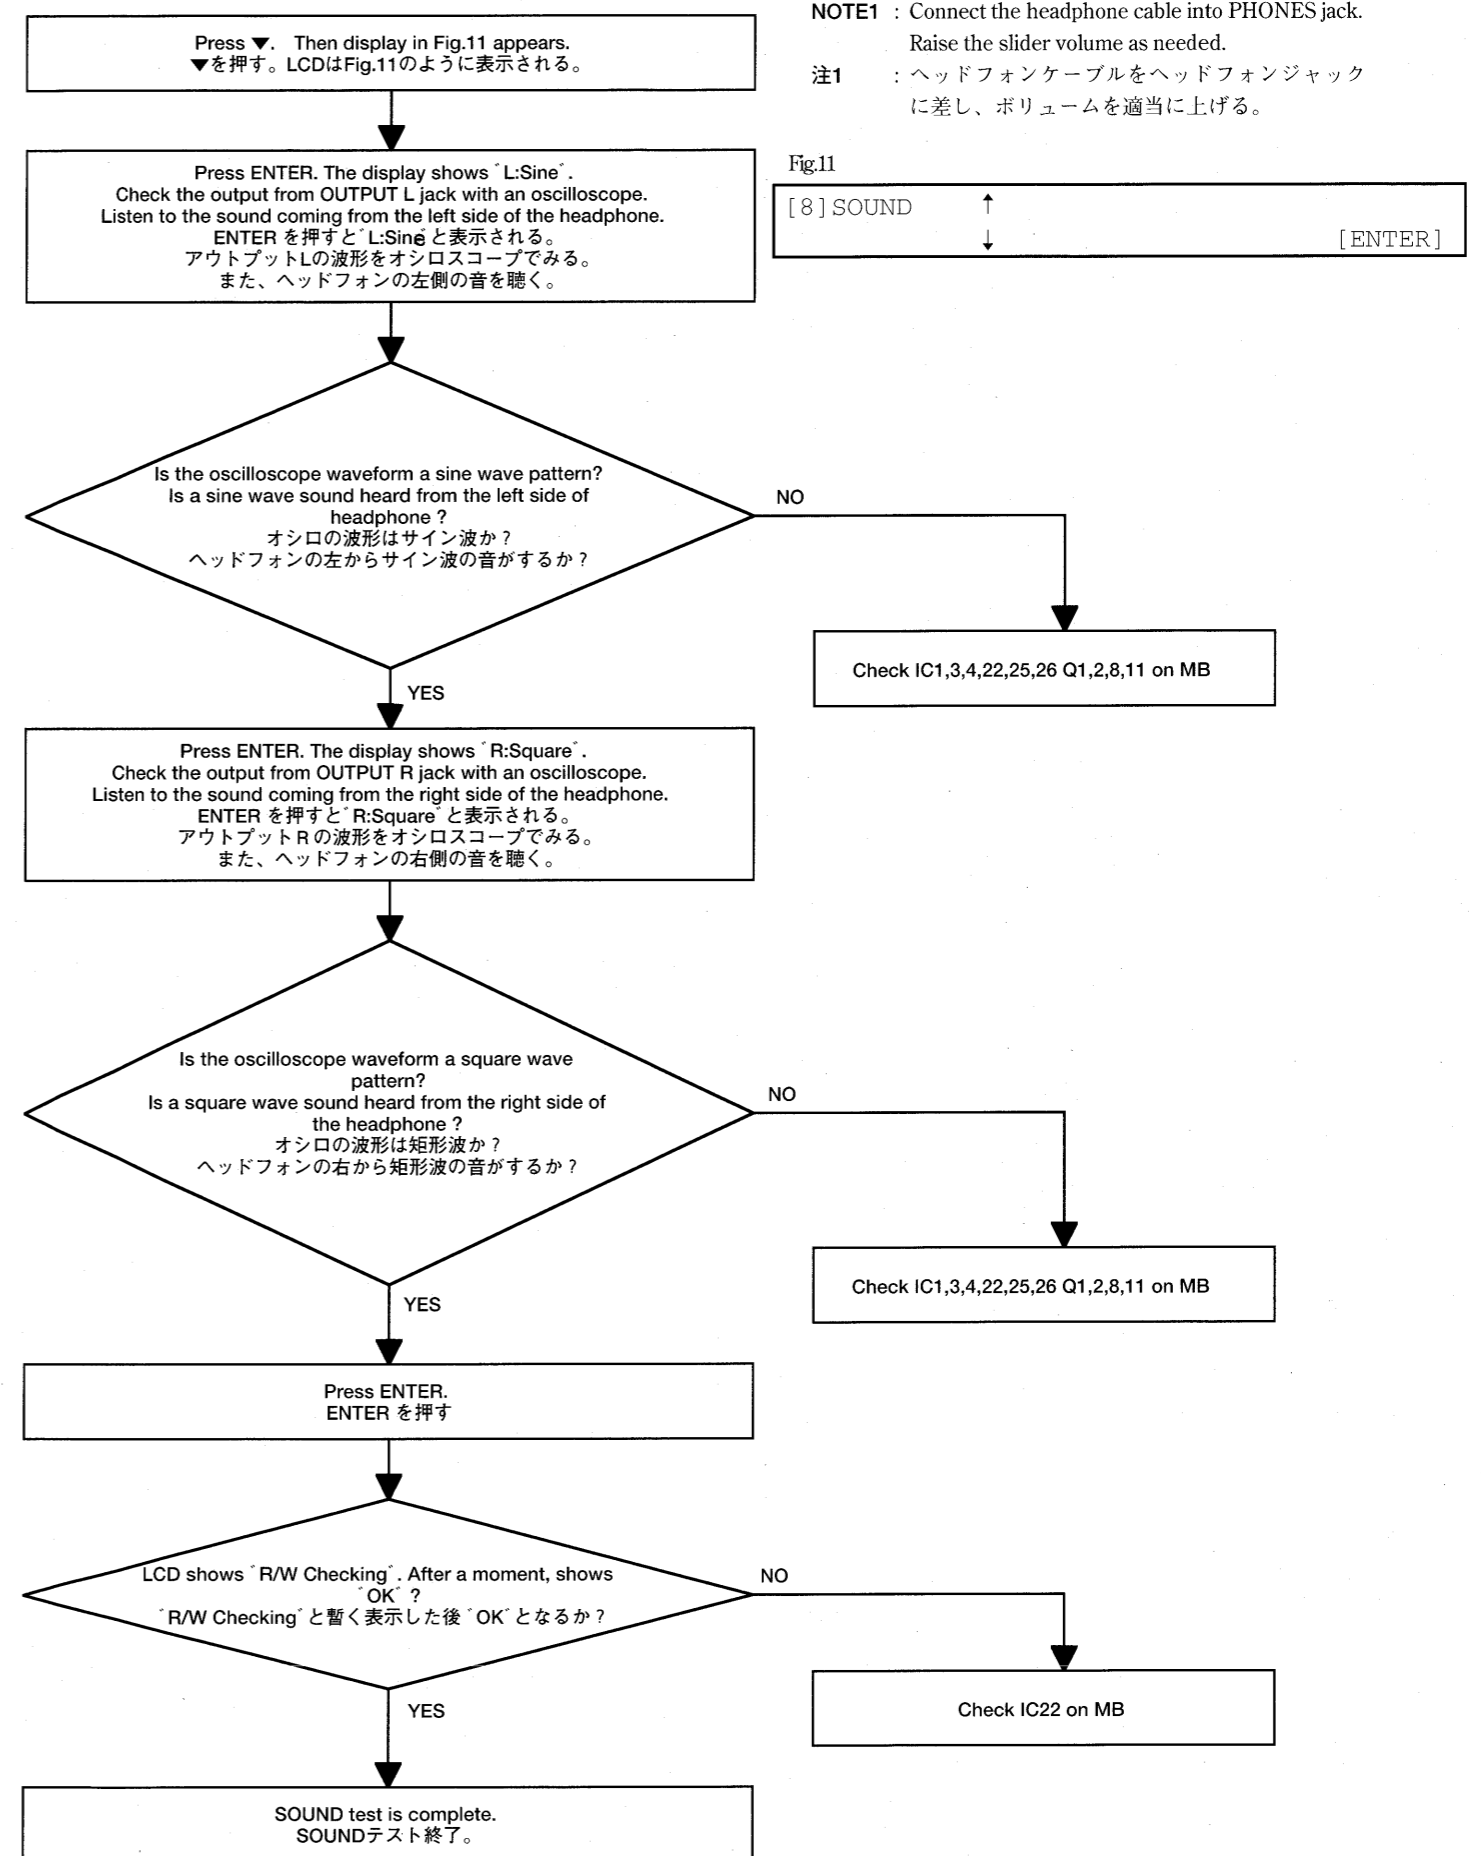 Press ▼. Then display in Fig.11 appears.
▼を押す。LCDはFig.11のように表示される。
NOTE1 : Connect the headphone cable into PHONES jack.
Raise the slider volume as needed.
注1 : ヘッドフォンケーブルをヘッドフォンジャック
に差し、ボリュームを適当に上げる。
Fig.11
[8]SOUND ↑
↓ [ENTER]
Press ENTER. The display shows ˝L:Sine˝.
Check the output from OUTPUT L jack with an oscilloscope.
Listen to the sound coming from the left side of the headphone.
ENTER を押すと˝L:Sine˝と表示される。
アウトプットLの波形をオシロスコープでみる。
また、ヘッドフォンの左側の音を聴く。
Is the oscilloscope waveform a sine wave pattern?
Is a sine wave sound heard from the left side of
headphone ?
オシロの波形はサイン波か？
ヘッドフォンの左からサイン波の音がするか？
NO
Check IC1,3,4,22,25,26 Q1,2,8,11 on MB
YES
Press ENTER. The display shows ˝R:Square˝.
Check the output from OUTPUT R jack with an oscilloscope.
Listen to the sound coming from the right side of the headphone.
ENTER を押すと˝R:Square˝と表示される。
アウトプットRの波形をオシロスコープでみる。
また、ヘッドフォンの右側の音を聴く。
Is the oscilloscope waveform a square wave
pattern?
Is a square wave sound heard from the right side of
the headphone ?
オシロの波形は矩形波か？
ヘッドフォンの右から矩形波の音がするか？
NO
Check IC1,3,4,22,25,26 Q1,2,8,11 on MB
YES
Press ENTER.
ENTER を押す
LCD shows ˝R/W Checking˝. After a moment, shows
˝OK˝ ?
˝R/W Checking˝と暫く表示した後˝OK˝となるか？
NO
Check IC22 on MB
YES
SOUND test is complete.
SOUNDテスト終了。